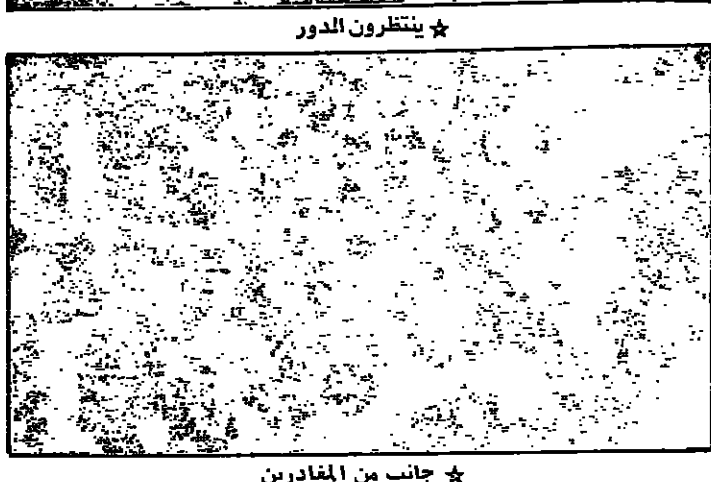 ☆ ينتظرون الدور
☆ جانب من المغادرين